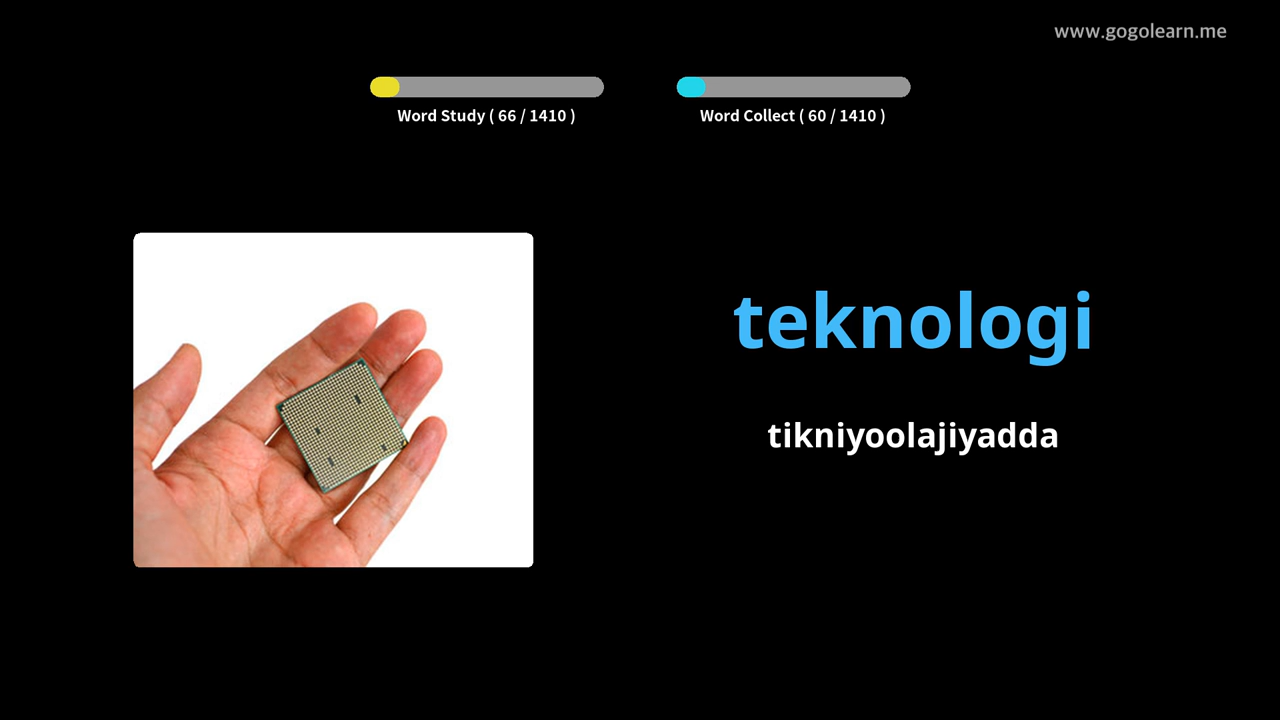 www.gogolearn.me
Word Study ( 66 / 1410 )
Word Collect ( 60 / 1410 )
teknologi
tikniyoolajiyadda